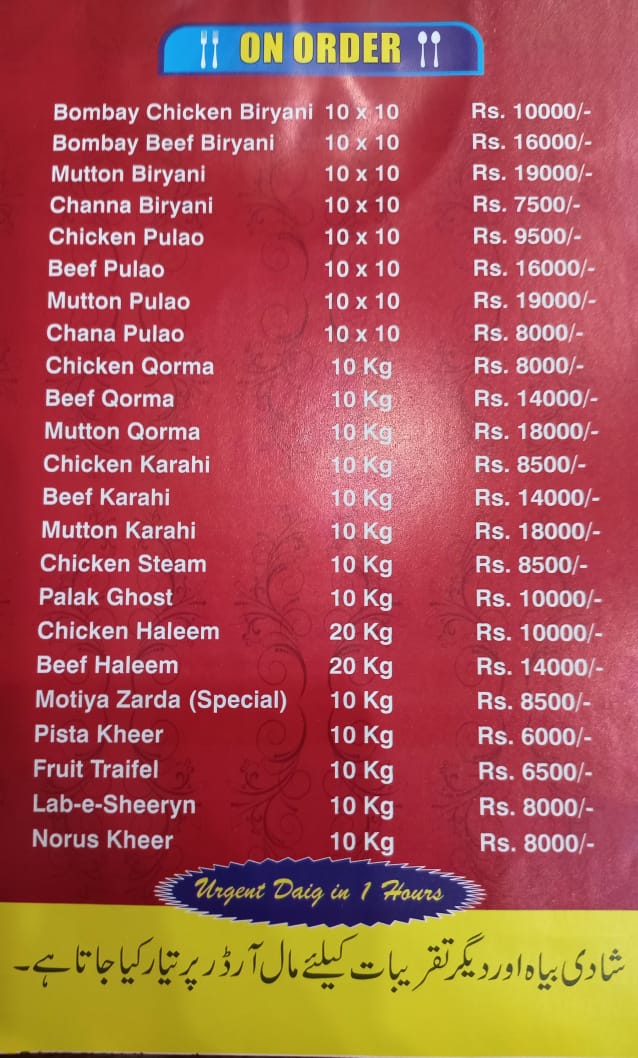 ON ORDER
Bombay Chicken Biryani 10 x 10 Rs. 10000/-
Bombay Beef Biryani 10 x 10 Rs. 16000/-
Mutton Biryani 10 x 10 Rs. 19000/-
Channa Biryani 10 x 10 Rs. 7500/-
Chicken Pulao 10 x 10 Rs. 9500/-
Beef Pulao 10 x 10 Rs. 16000/-
Mutton Pulao 10 x 10 Rs. 19000/-
Chana Pulao 10 x 10 Rs. 8000/-
Chicken Qorma 10 Kg Rs. 8000/-
Beef Qorma 10 Kg Rs. 14000/-
Mutton Qorma 10 Kg Rs. 18000/-
Chicken Karahi 10 Kg Rs. 8500/-
Beef Karahi 10 Kg Rs. 14000/-
Mutton Karahi 10 Kg Rs. 18000/-
Chicken Steam 10 Kg Rs. 8500/-
Palak Ghost 10 Kg Rs. 10000/-
Chicken Haleem 20 Kg Rs. 10000/-
Beef Haleem 20 Kg Rs. 14000/-
Motiya Zarda (Special) 10 Kg Rs. 8500/-
Pista Kheer 10 Kg Rs. 6000/-
Fruit Traifel 10 Kg Rs. 6500/-
Lab-e-Sheeryn 10 Kg Rs. 8000/-
Norus Kheer 10 Kg Rs. 8000/-
Urgent Daig in 1 Hours
شادی بیاہ اور دیگر تقریبات کیلئے مال آرڈر پر تیار کیا جاتا ہے۔